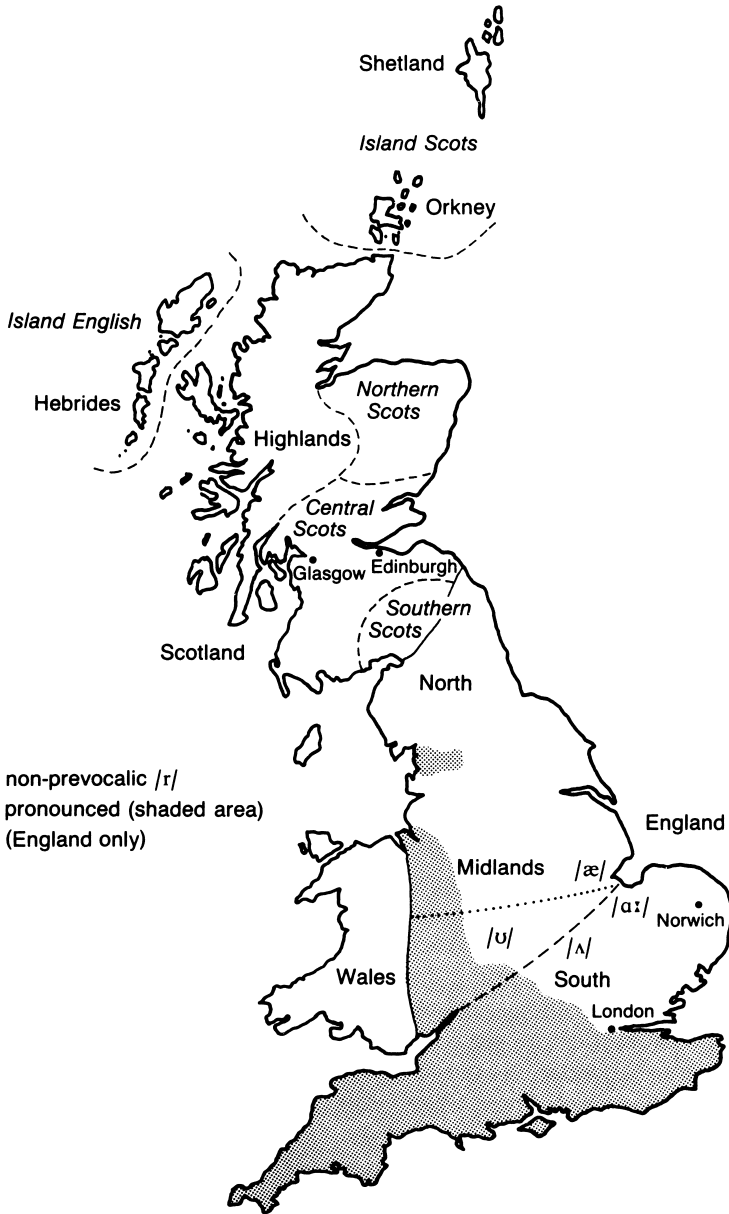 Shetland
Island Scots
Orkney
Island English
Hebrides
Northern
Scots
Highlands
Central
Scots
Glasgow
Edinburgh
Southern
Scots
Scotland
North
non-prevocalic /r/
pronounced (shaded area)
(England only)
England
Midlands
/æ/
/ɑː/
Norwich
/ʊ/
/ʌ/
Wales
South
London